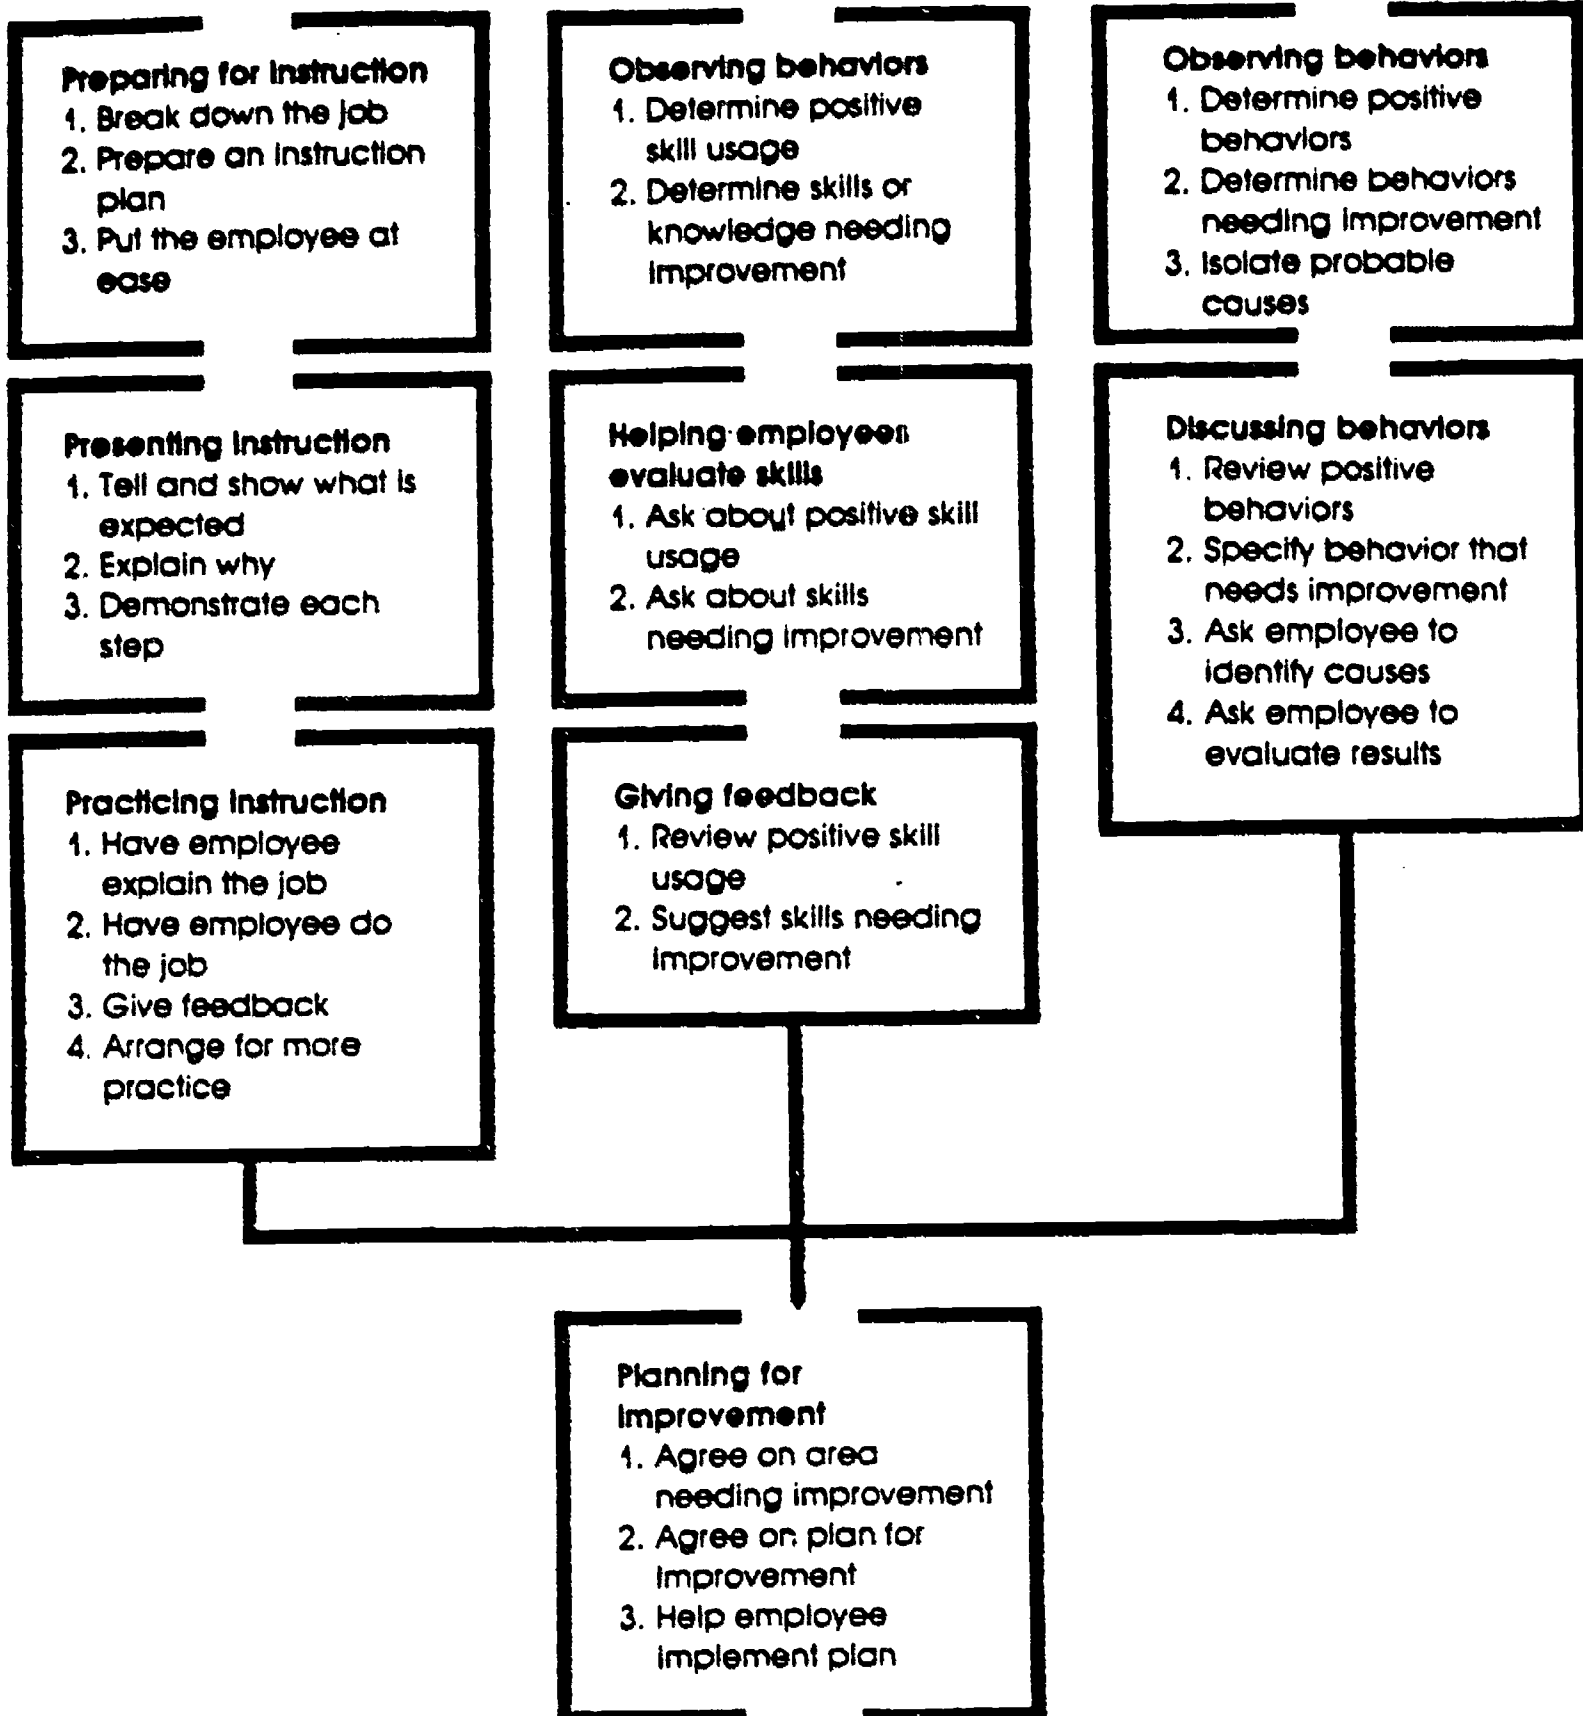 Preparing for Instruction
1. Break down the job
2. Prepare an instruction
plan
3. Put the employee at
ease
Presenting Instruction
1. Tell and show what is
expected
2. Explain why
3. Demonstrate each
step
Practicing Instruction
1. Have employee
explain the job
2. Have employee do
the job
3. Give feedback
4. Arrange for more
practice
Observing behaviors
1. Determine positive
skill usage
2. Determine skills or
knowledge needing
improvement
Helping employees
evaluate skills
1. Ask about positive skill
usage
2. Ask about skills
needing improvement
Giving feedback
1. Review positive skill
usage
2. Suggest skills needing
improvement
Observing behaviors
1. Determine positive
behaviors
2. Determine behaviors
needing improvement
3. Isolate probable
causes
Discussing behaviors
1. Review positive
behaviors
2. Specify behavior that
needs improvement
3. Ask employee to
identify causes
4. Ask employee to
evaluate results
Planning for
Improvement
1. Agree on area
needing improvement
2. Agree on plan for
improvement
3. Help employee
implement plan